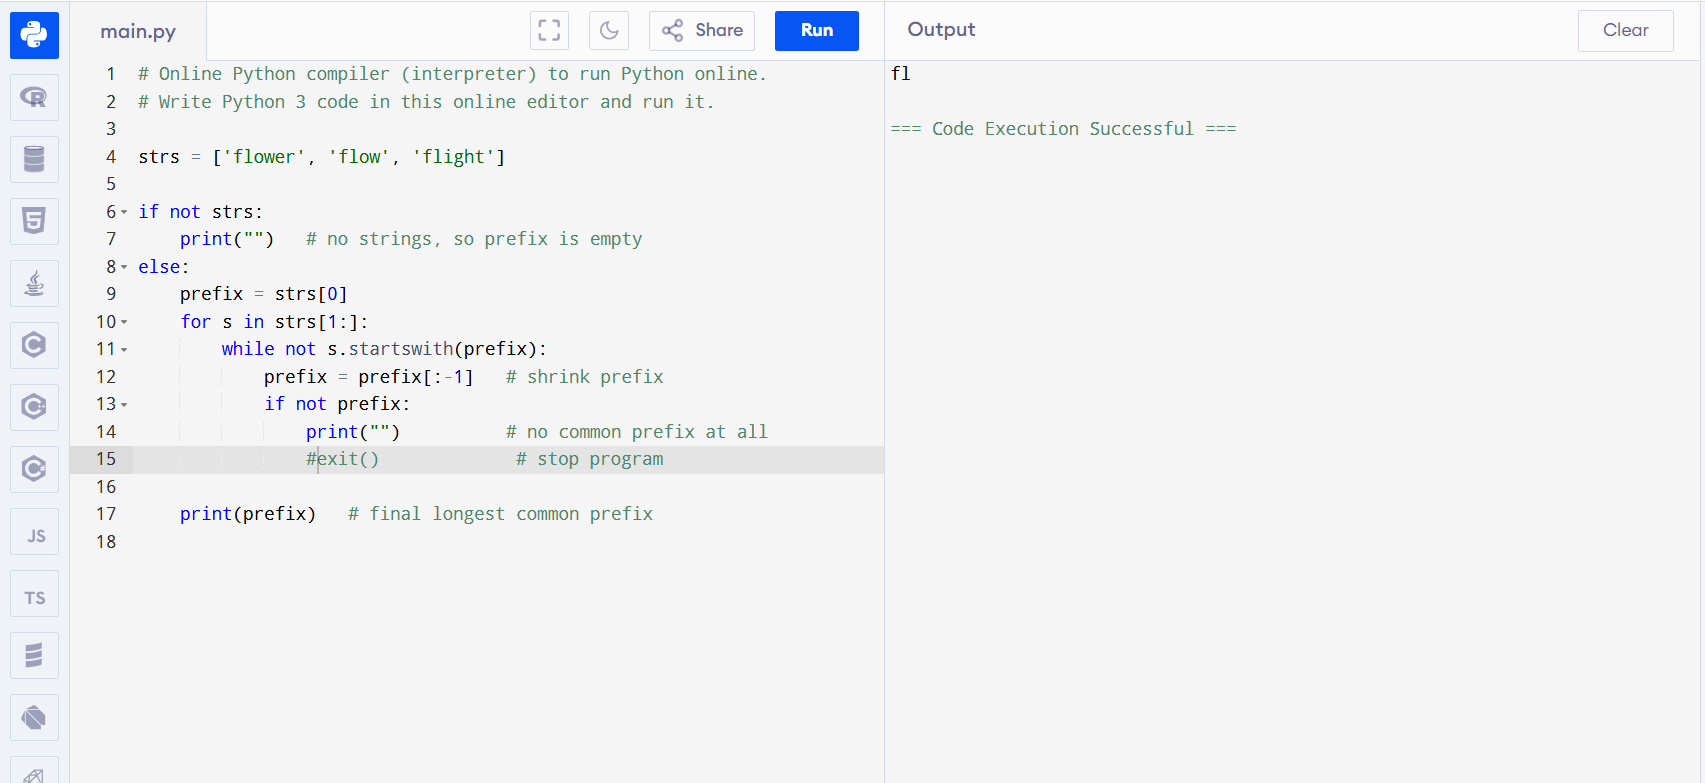 main.py
Share
Run
Output
Clear
1 # Online Python compiler (interpreter) to run Python online.
2 # Write Python 3 code in this online editor and run it.
3
4 strs = ['flower', 'flow', 'flight']
5
6 if not strs:
7     print("")   # no strings, so prefix is empty
8 else:
9     prefix = strs[0]
10     for s in strs[1:]:
11         while not s.startswith(prefix):
12             prefix = prefix[:-1]   # shrink prefix
13             if not prefix:
14                 print("")          # no common prefix at all
15                 #exit()             # stop program
16
17     print(prefix)   # final longest common prefix
18
fl
=== Code Execution Successful ===
R
5
C
C
C
JS
TS